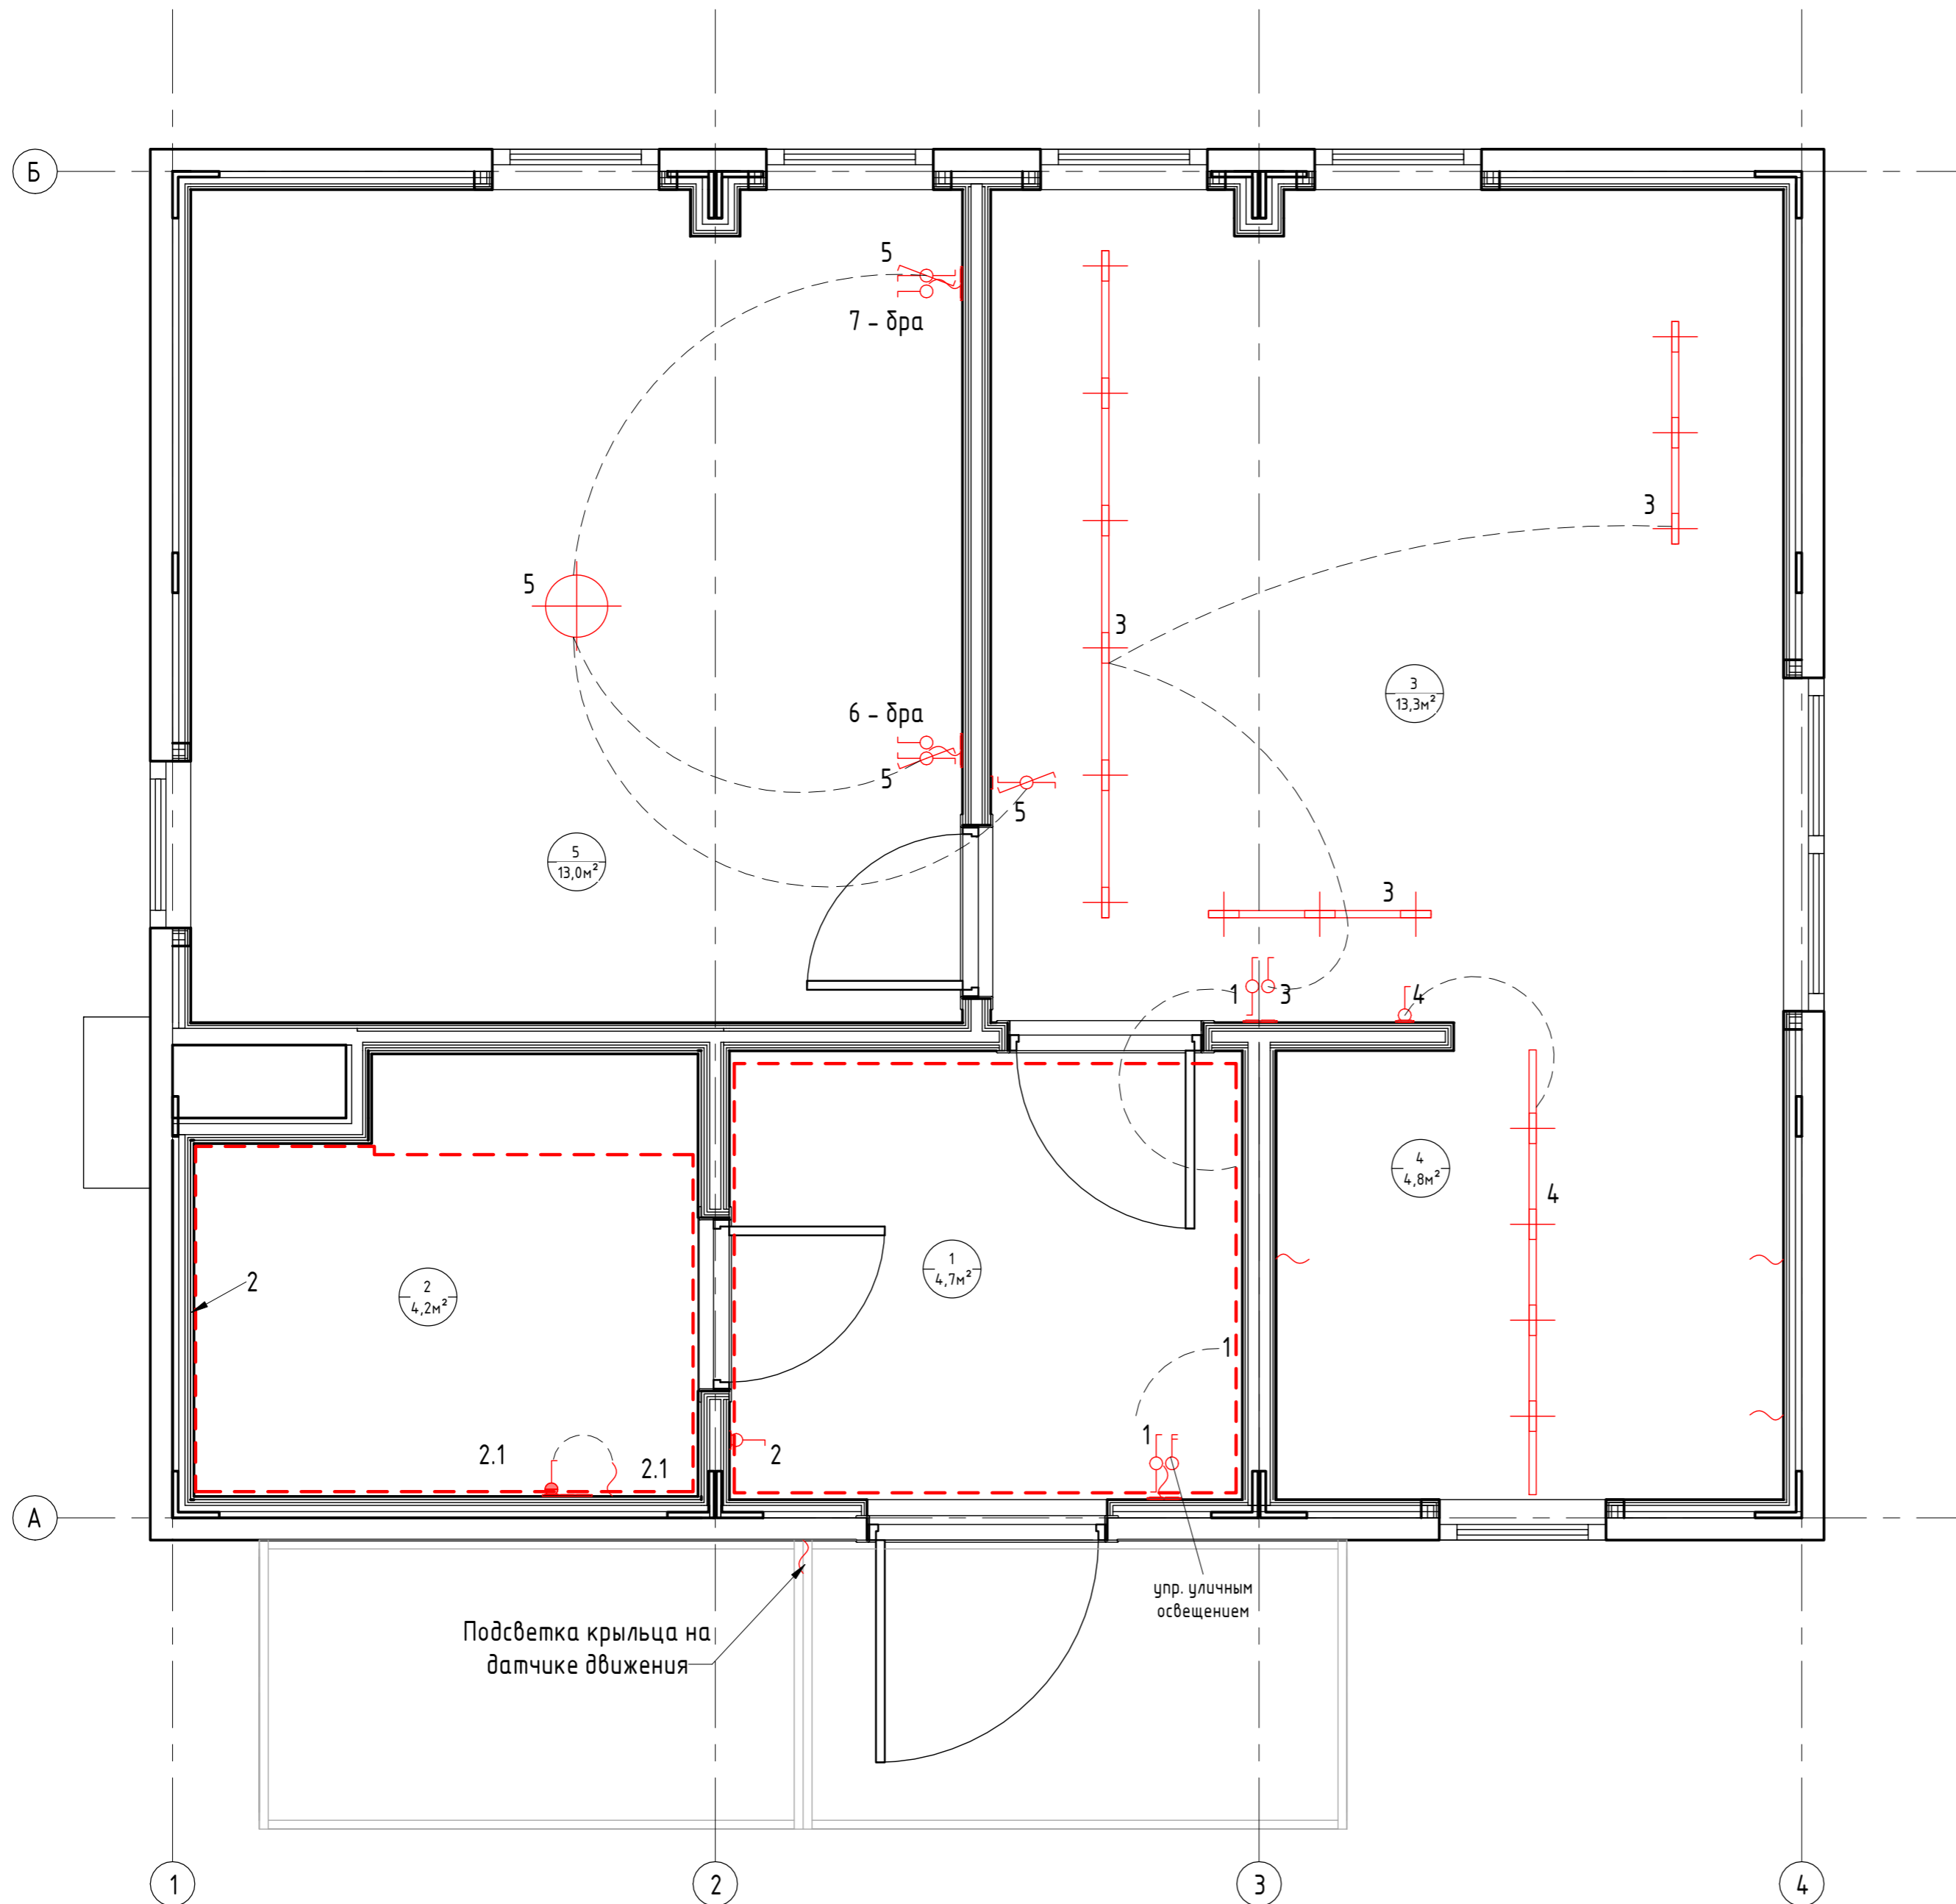 Б
5
7 - бра
3
5
3
6 - бра
3
13,3м²
5
5
5
13,0м²
3
1
3
4
4
4,8м²
4
2
2
4,2м²
1
4,7м²
1
2.1
2.1
2
1
А
упр. уличным
освещением
Подсветка крыльца на
датчике движения
1
2
3
4